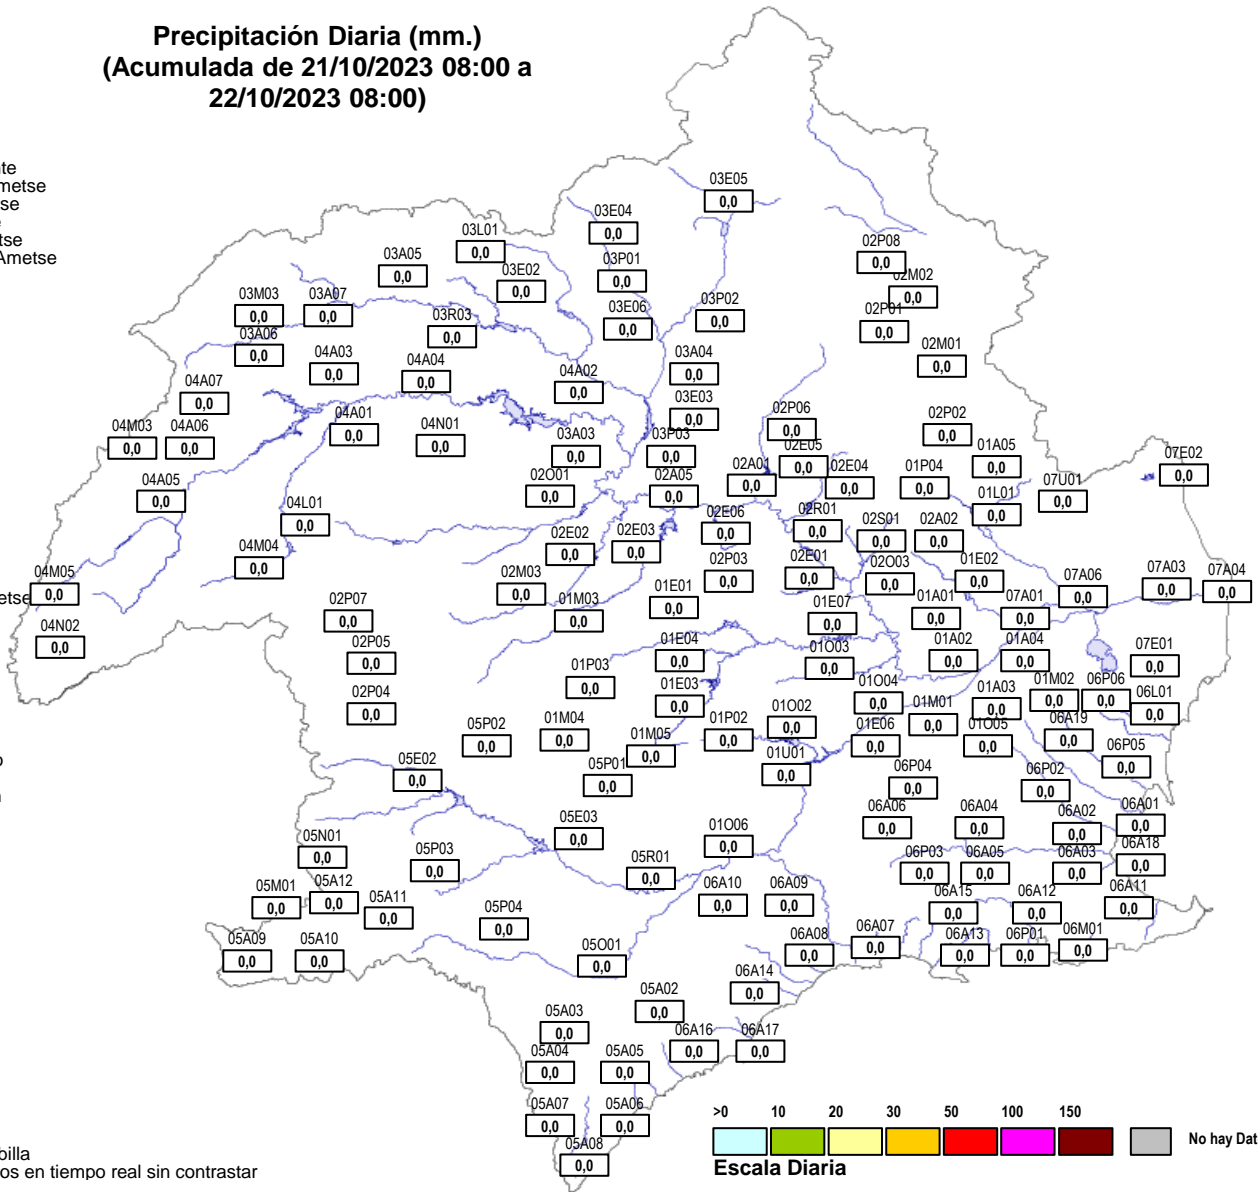 Precipitación Diaria (mm.)
(Acumulada de 21/10/2023 08:00 a
22/10/2023 08:00)
te
metse
se
e
tse
Ametse
etse
o
billa
os en tiempo real sin contrastar
03E05
0,0
03E04
0,0
03L01
0,0
03A05
0,0
03P01
0,0
03E02
0,0
02P08
0,0
02M02
0,0
03M03
0,0
03A07
0,0
03R03
0,0
03E06
0,0
03P02
0,0
02P01
0,0
03A06
0,0
04A03
0,0
04A04
0,0
03A04
0,0
02M01
0,0
04A07
0,0
04A02
0,0
03E03
0,0
04M03
0,0
04A06
0,0
04A01
0,0
04N01
0,0
03A03
0,0
03P03
0,0
02P06
0,0
02P02
0,0
02E05
0,0
01A05
0,0
07E02
0,0
04A05
0,0
02O01
0,0
02A05
0,0
02A01
0,0
02E04
0,0
01P04
0,0
07U01
0,0
04L01
0,0
01L01
0,0
02E06
0,0
02R01
0,0
02S01
0,0
02A02
0,0
02E02
0,0
02E03
0,0
04M04
0,0
02P03
0,0
02E01
0,0
02O03
0,0
01E02
0,0
04M05
0,0
02M03
0,0
07A06
0,0
07A03
0,0
07A04
0,0
02P07
0,0
01M03
0,0
01E01
0,0
01E07
0,0
01A01
0,0
07A01
0,0
04N02
0,0
02P05
0,0
01E04
0,0
01O03
0,0
01A02
0,0
01A04
0,0
07E01
0,0
01P03
0,0
02P04
0,0
01E03
0,0
01O04
0,0
01A03
0,0
01M02
0,0
06P06
0,0
06L01
0,0
05P02
0,0
01M04
0,0
01P02
0,0
01O02
0,0
01M01
0,0
01E06
0,0
01O05
0,0
06A19
0,0
01M05
0,0
05E02
0,0
05P01
0,0
01U01
0,0
06P04
0,0
06P02
0,0
06P05
0,0
05E03
0,0
01O06
0,0
06A06
0,0
06A04
0,0
06A02
0,0
06A01
0,0
05N01
0,0
05P03
0,0
05R01
0,0
06P03
0,0
06A05
0,0
06A03
0,0
06A18
0,0
05M01
0,0
05A12
0,0
05A11
0,0
06A10
0,0
06A09
0,0
06A15
0,0
06A12
0,0
06A11
0,0
05P04
0,0
05A09
0,0
05A10
0,0
05O01
0,0
06A08
0,0
06A07
0,0
06A13
0,0
06P01
0,0
06M01
0,0
06A14
0,0
05A02
0,0
05A03
0,0
06A16
0,0
06A17
0,0
05A04
0,0
05A05
0,0
05A07
0,0
05A06
0,0
05A08
0,0
>0 10 20 30 50 100 150
No hay Dat
Escala Diaria